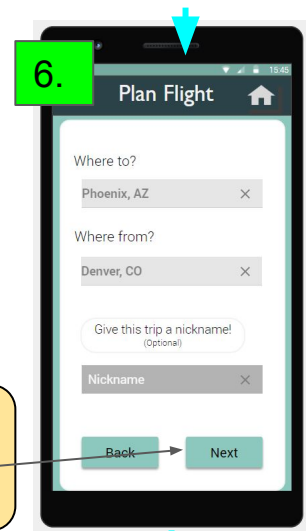 6.
15:45
Plan Flight
Where to?
Phoenix, AZ
Where from?
Denver, CO
Give this trip a nickname!
(Optional)
Nickname
Back
Next